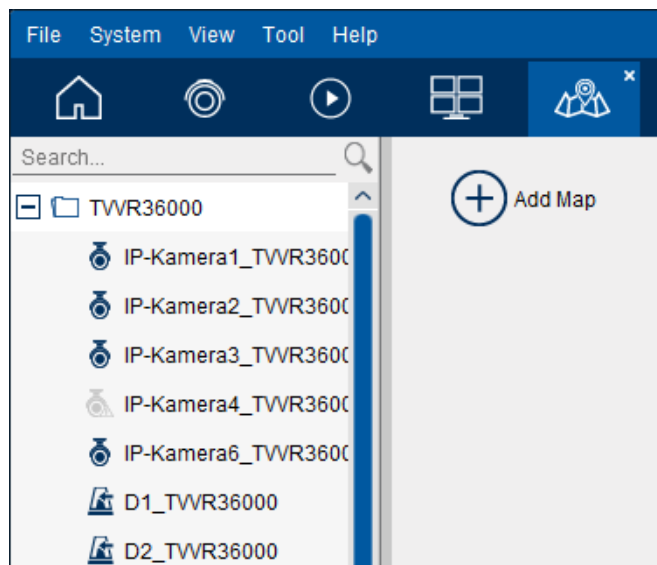 File System View Tool Help
Search...
Add Map
TVVR36000
IP-Kamera1_TVVR3600
IP-Kamera2_TVVR3600
IP-Kamera3_TVVR3600
IP-Kamera4_TVVR3600
IP-Kamera6_TVVR3600
D1_TVVR36000
D2_TVVR36000